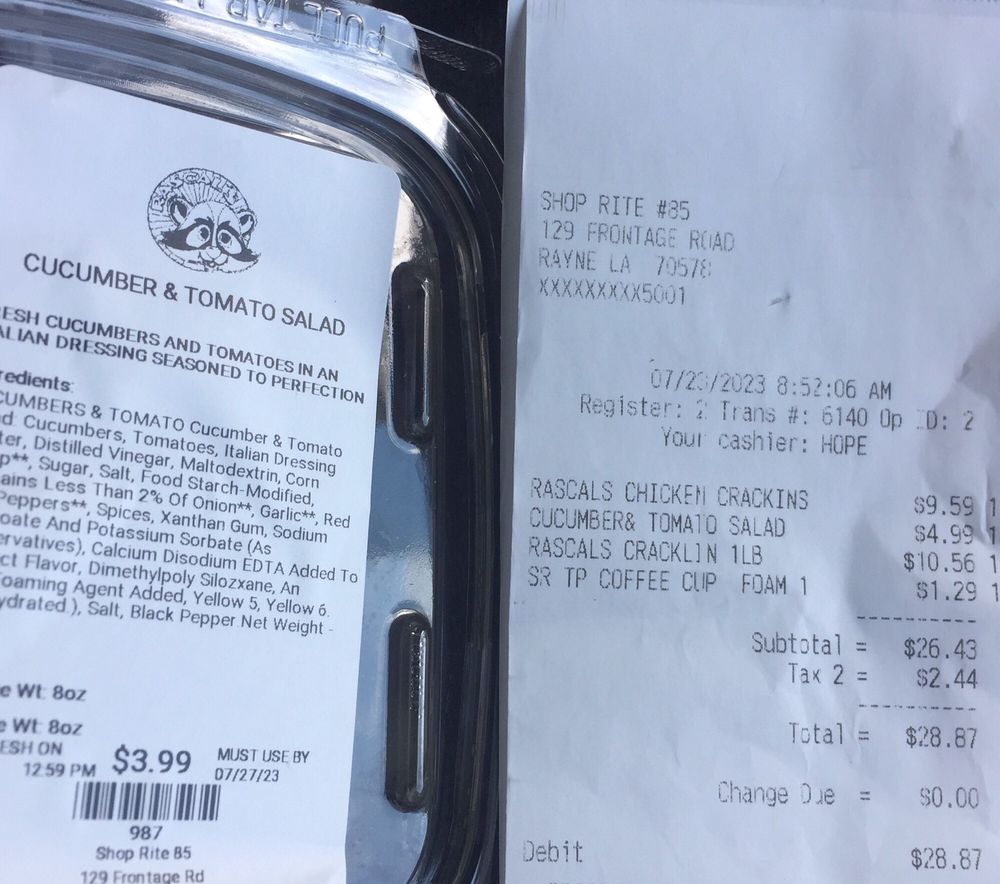 PULL TAB
RASCAL'S
CUCUMBER & TOMATO SALAD
ESH CUCUMBERS AND TOMATOES IN AN
ALIAN DRESSING SEASONED TO PERFECTION
redients:
CUMBERS & TOMATO Cucumber & Tomato
d: Cucumbers, Tomatoes, Italian Dressing
ter, Distilled Vinegar, Maltodextrin, Corn
p**, Sugar, Salt, Food Starch-Modified,
ains Less Than 2% Of Onion**, Garlic**, Red
Peppers**, Spices, Xanthan Gum, Sodium
oate And Potassium Sorbate (As
ervatives), Calcium Disodium EDTA Added To
ct Flavor, Dimethylpoly Silozxane, An
oaming Agent Added, Yellow 5, Yellow 6.
ydrated.), Salt, Black Pepper Net Weight -
e Wt: 8oz
e Wt: 8oz
ESH ON
12:59 PM $3.99 MUST USE BY
07/27/23
987
Shop Rite 85
129 Frontage Rd
SHOP RITE #85
129 FRONTAGE ROAD
RAYNE LA 70578
XXXXXXXXX5001
07/23/2023 8:52:06 AM
Register: 2 Trans #: 6140 Op ID: 2
Your cashier: HOPE
RASCALS CHICKEN CRACKINS $9.59 1
CUCUMBER& TOMATO SALAD $4.99 1
RASCALS CRACKLIN 1LB $10.56 1
SR TP COFFEE CUP FOAM 1 $1.29 1
Subtotal = $26.43
Tax 2 = $2.44
Total = $28.87
Change Due = $0.00
Debit $28.87